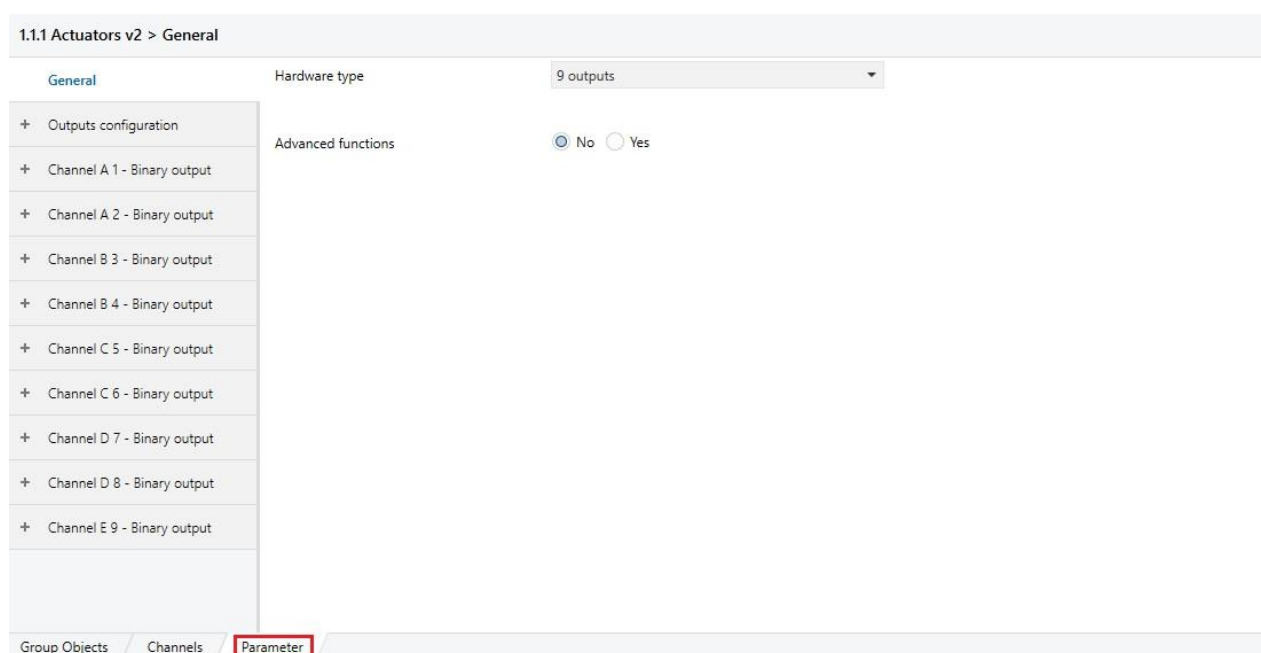 1.1.1 Actuators v2 > General
General
Hardware type
9 outputs
+ Outputs configuration
Advanced functions
No
Yes
+ Channel A 1 - Binary output
+ Channel A 2 - Binary output
+ Channel B 3 - Binary output
+ Channel B 4 - Binary output
+ Channel C 5 - Binary output
+ Channel C 6 - Binary output
+ Channel D 7 - Binary output
+ Channel D 8 - Binary output
+ Channel E 9 - Binary output
Group Objects
Channels
Parameter